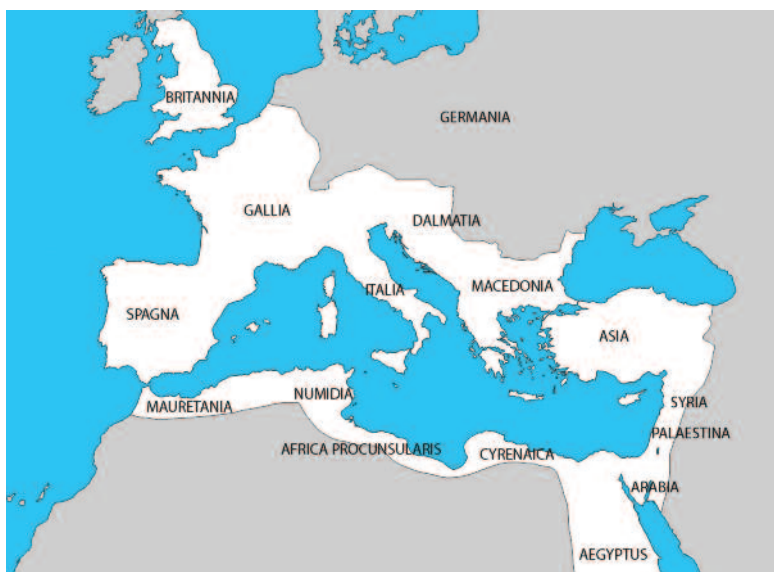 BRITANNIA
GERMANIA
GALLIA
DALMATIA
ITALIA
MACEDONIA
SPAGNA
ASIA
NUMIDIA
MAURETANIA
SYRIA
PALAESTINA
AFRICA PROCUNSULARIS
CYRENAICA
ARABIA
AEGYPTUS